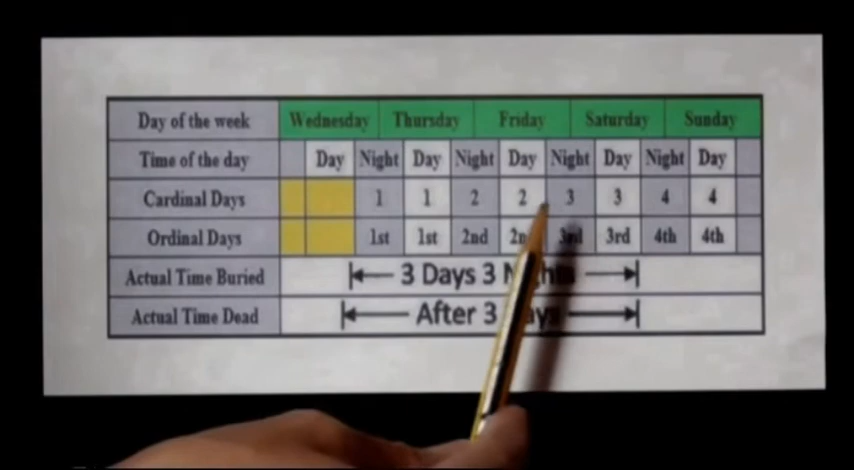 Day of the week Wednesday Thursday Friday Saturday Sunday
Time of the day Day Night Day Night Day Night Day Night Day
Cardinal Days 1 1 2 2 3 3 4 4
Ordinal Days 1st 1st 2nd 3rd 3rd 4th 4th
Actual Time Buried 3 Days 3
Actual Time Dead After 3